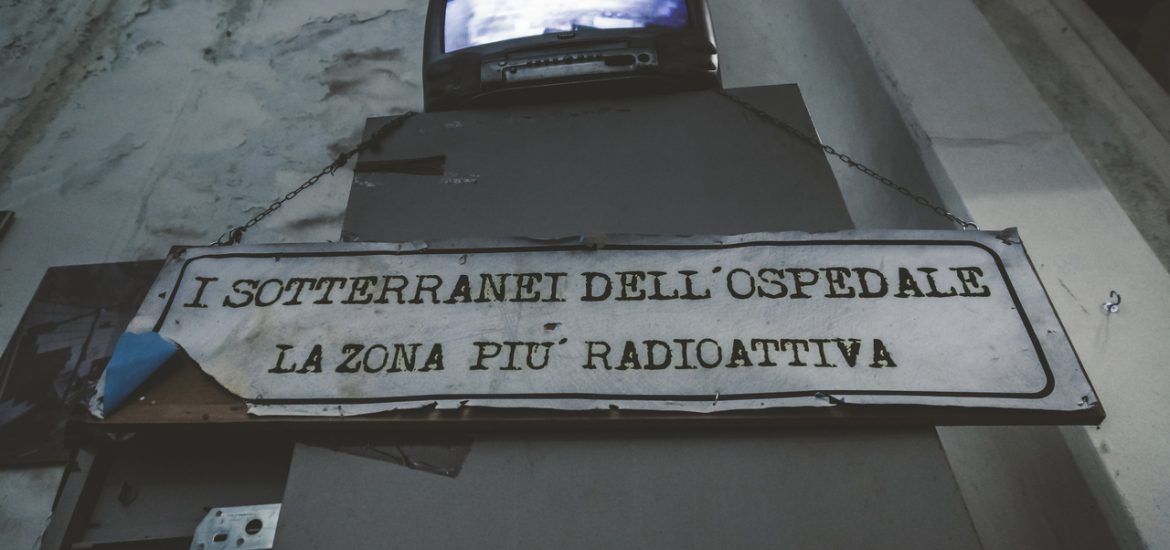 I SOTTERRANEI DELL´OSPEDALE
LA ZONA PIU´ RADIOATTIVA